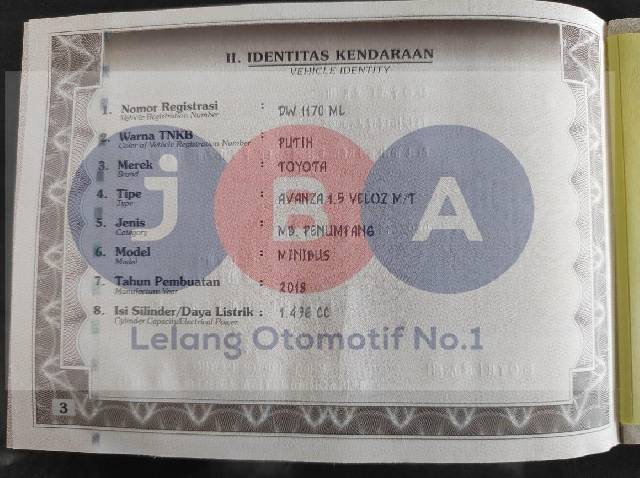 II. IDENTITAS KENDARAAN
VEHICLE IDENTITY
1. Nomor Registrasi : DW 1170 ML
Vehicle Registration Number
2. Warna TNKB : PUTIH
Color of Vehicle Registration Number
3. Merek : TOYOTA
Brand
4. Tipe : AVANZA 1.5 VELOZ M/T
Type
5. Jenis : MB. PENUMPANG
Category
6. Model : MINIBUS
Model
7. Tahun Pembuatan : 2018
Manufacture Year
8. Isi Silinder/Daya Listrik : 1.496 CC
Cylinder Capacity/Electrical Power
jBA
Lelang Otomotif No.1
3